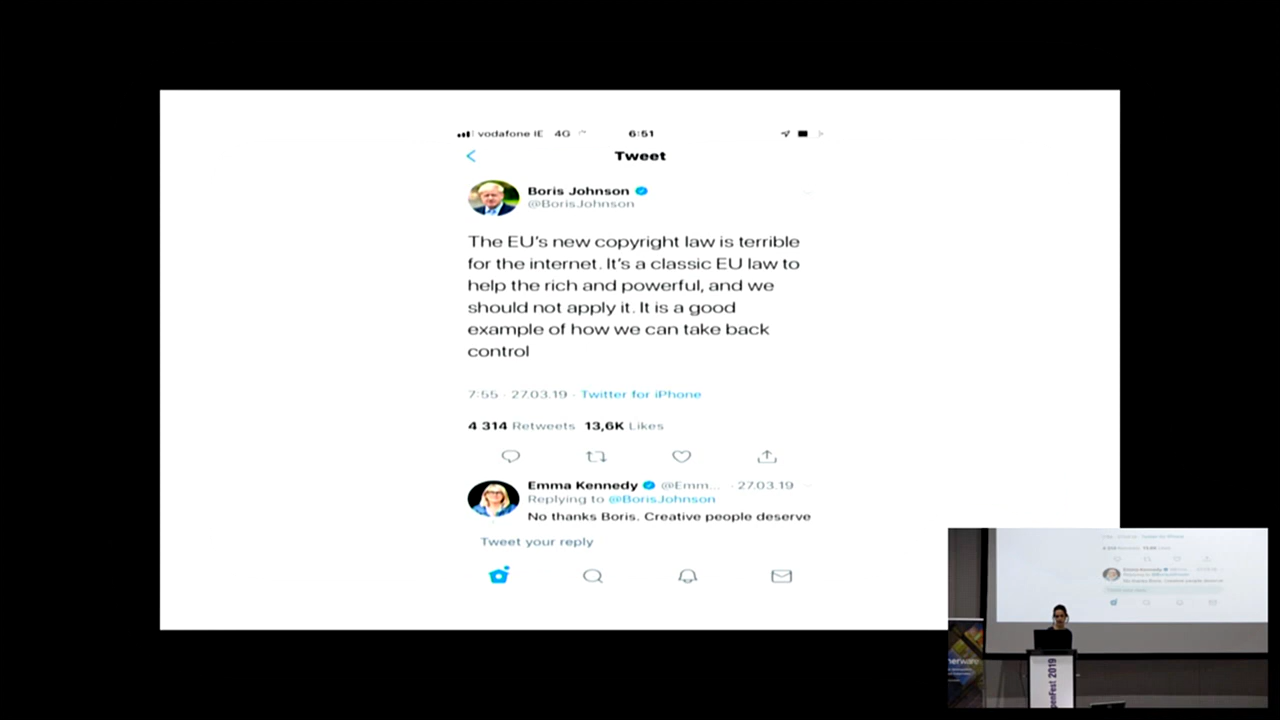 vodafone IE 4G 6:51
Tweet
Boris Johnson
@BorisJohnson
The EU's new copyright law is terrible
for the internet. It's a classic EU law to
help the rich and powerful, and we
should not apply it. It is a good
example of how we can take back
control
7:55 · 27.03.19 · Twitter for iPhone
4 314 Retweets 13,6K Likes
Emma Kennedy @Emm... · 27.03.19
Replying to @BorisJohnson
No thanks Boris. Creative people deserve
Tweet your reply
penFest 2019